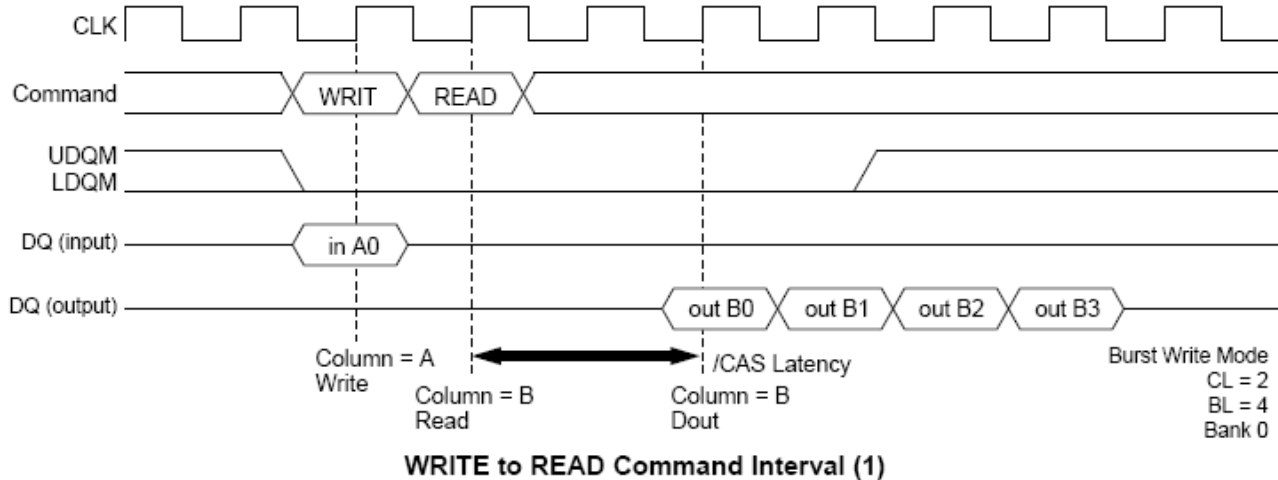 CLK
Command
WRIT
READ
UDQM
LDQM
DQ (input)
in A0
DQ (output)
out B0
out B1
out B2
out B3
Column = A
Write
Column = B
Read
/CAS Latency
Column = B
Dout
Burst Write Mode
CL = 2
BL = 4
Bank 0
WRITE to READ Command Interval (1)